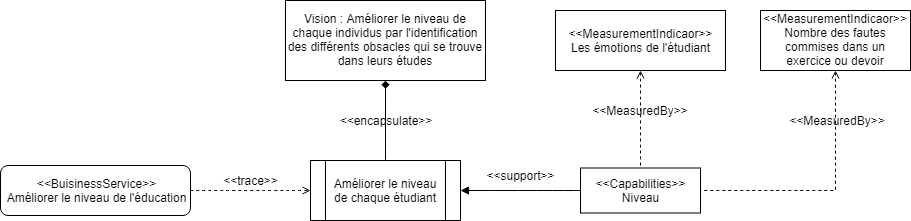 Vision : Améliorer le niveau de
chaque individus par l'identification
des différents obsacles qui se trouve
dans leurs études
<<MeasurementIndicaor>>
Les émotions de l'étudiant
<<MeasurementIndicaor>>
Nombre des fautes
commises dans un
exercice ou devoir
<<encapsulate>>
<<MeasuredBy>>
<<MeasuredBy>>
<<BuisinessService>>
Améliorer le niveau de l'éducation
<<trace>>
Améliorer le niveau
de chaque étudiant
<<support>>
<<Capabilities>>
Niveau